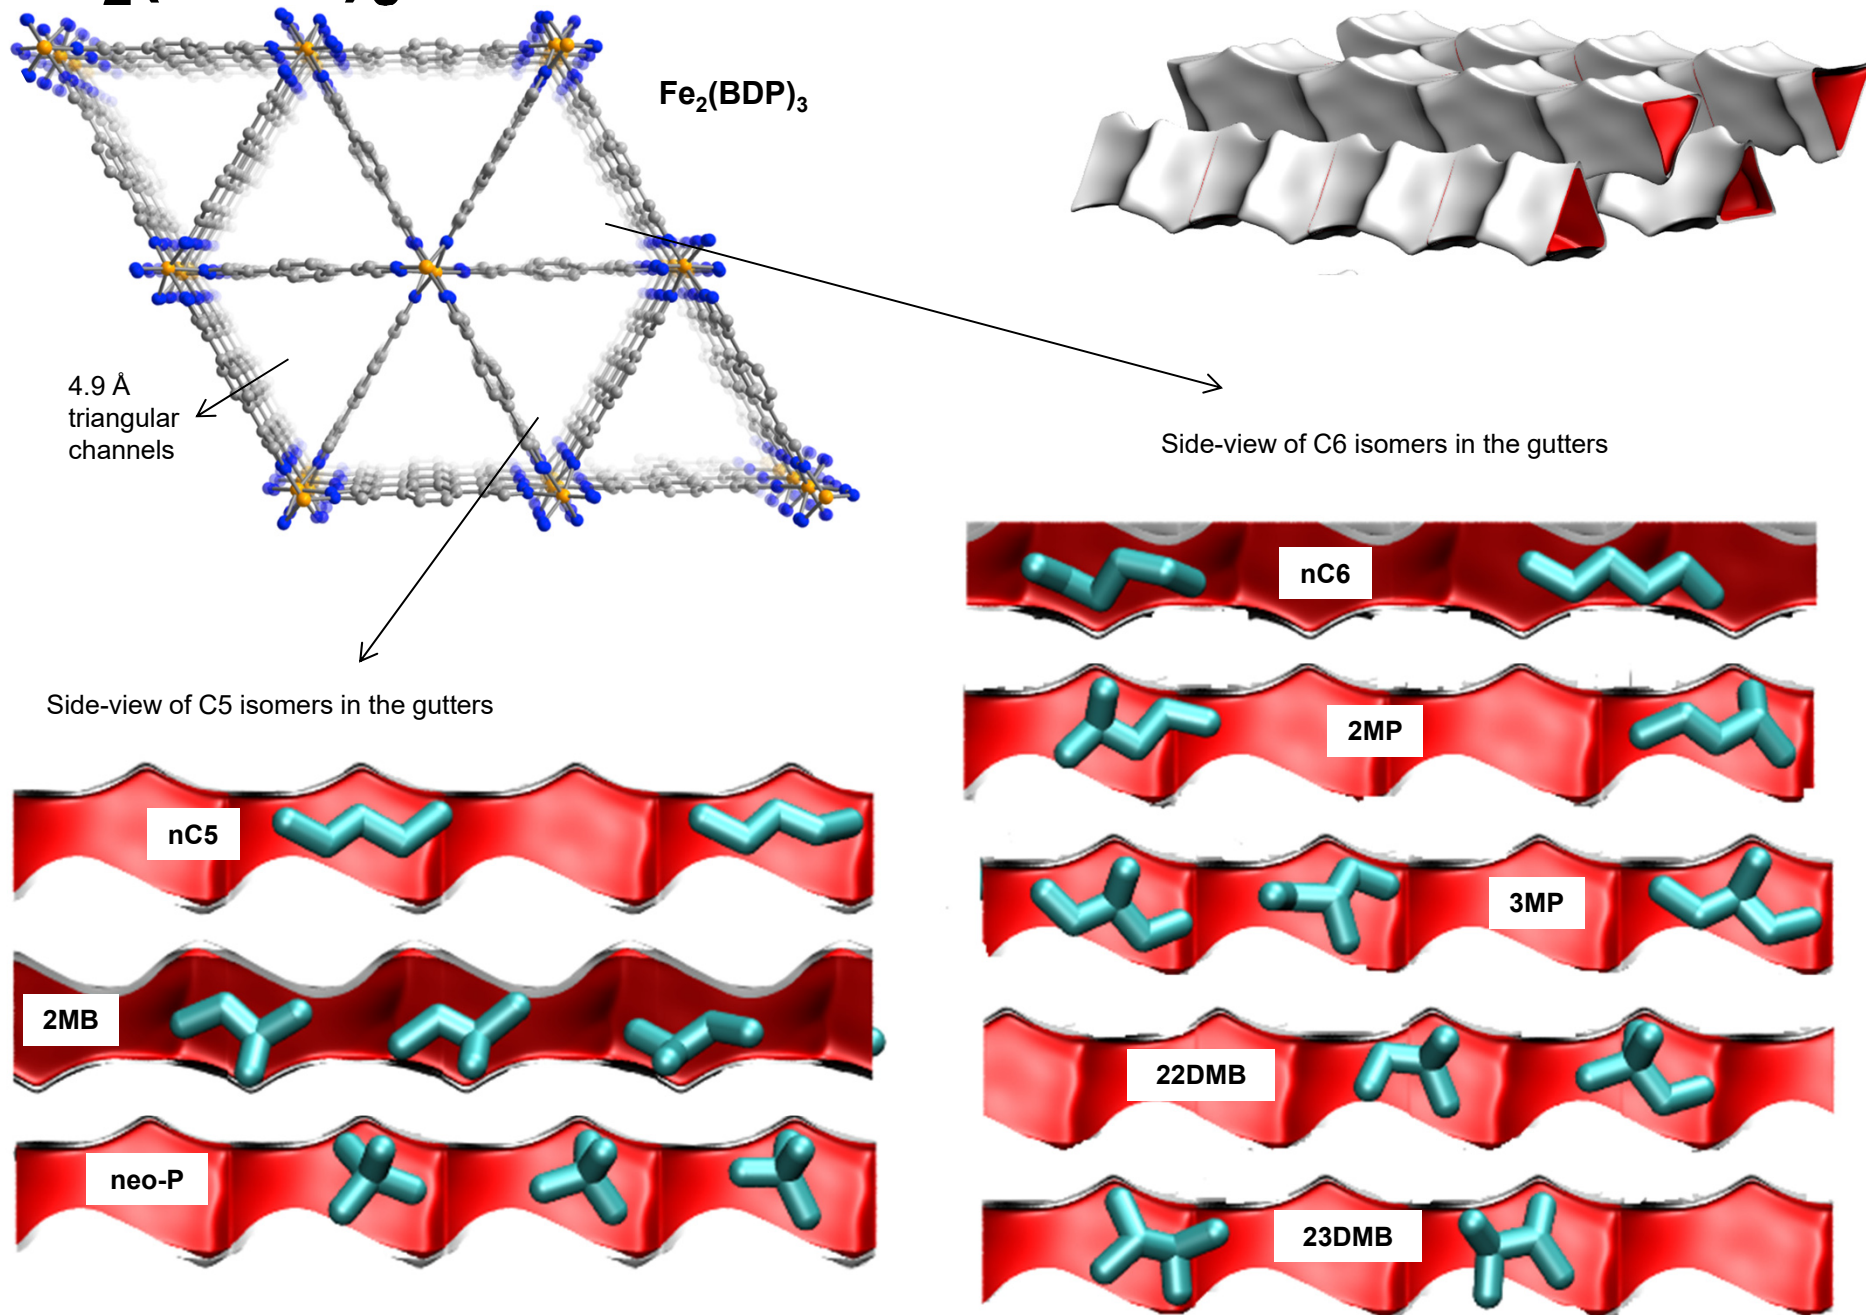 Fe₂(BDP)₃
4.9 Å
triangular
channels
Side-view of C6 isomers in the gutters
nC6
2MP
3MP
22DMB
23DMB
Side-view of C5 isomers in the gutters
nC5
2MB
neo-P